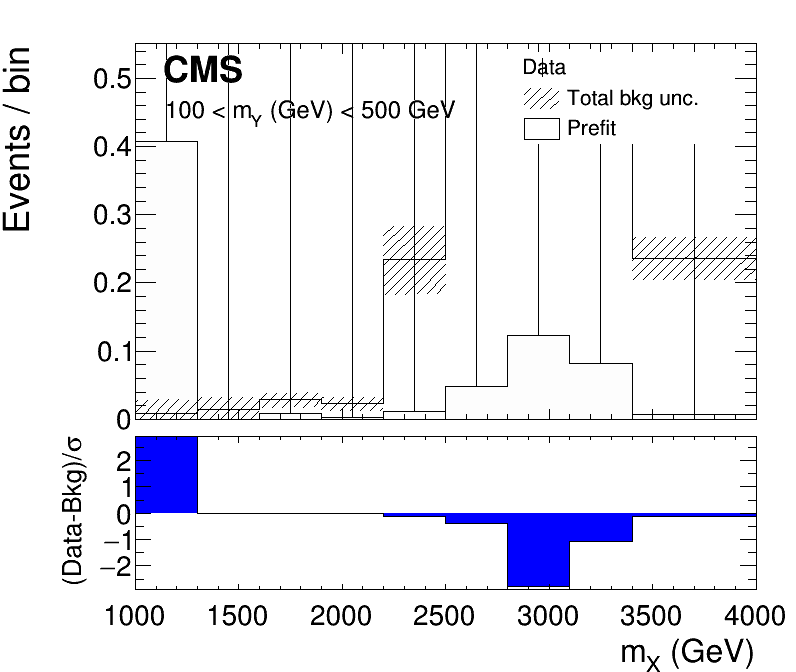 CMS
100 < mY (GeV) < 500 GeV
Data
Total bkg unc.
Prefit
Events / bin
0.5
0.4
0.3
0.2
0.1
0
(Data-Bkg)/σ
2
1
0
−1
−2
1000 1500 2000 2500 3000 3500 4000
mX (GeV)